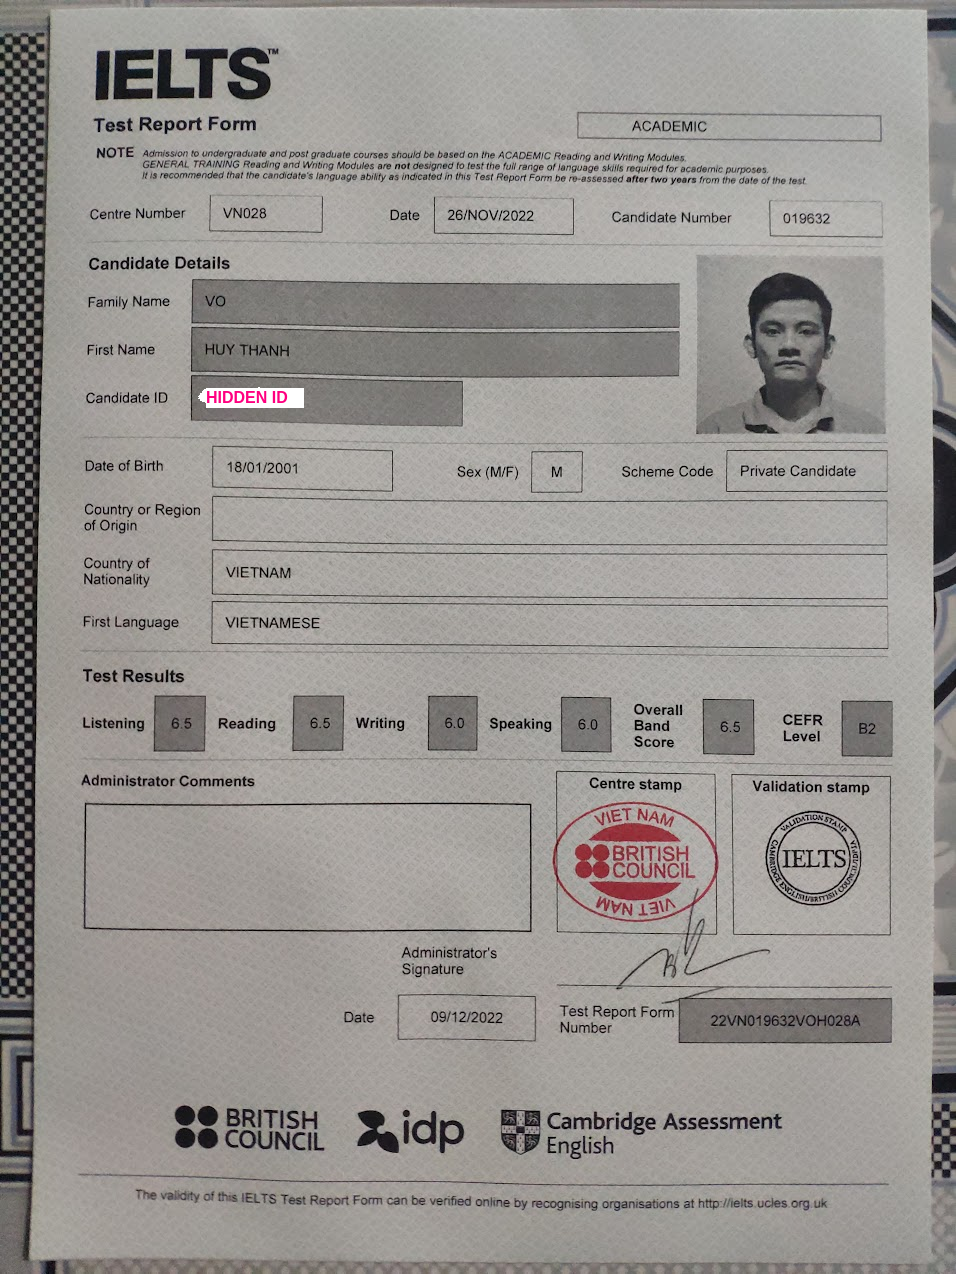 IELTS™
Test Report Form
ACADEMIC
NOTE Admission to undergraduate and post graduate courses should be based on the ACADEMIC Reading and Writing Modules.
GENERAL TRAINING Reading and Writing Modules are not designed to test the full range of language skills required for academic purposes.
It is recommended that the candidate's language ability as indicated in this Test Report Form be re-assessed after two years from the date of the test.
Centre Number VN028 Date 26/NOV/2022 Candidate Number 019632
Candidate Details
Family Name VO
First Name HUY THANH
Candidate ID HIDDEN ID
Date of Birth 18/01/2001 Sex (M/F) M Scheme Code Private Candidate
Country or Region
of Origin
Country of
Nationality VIETNAM
First Language VIETNAMESE
Test Results
Listening 6.5 Reading 6.5 Writing 6.0 Speaking 6.0 Overall Band Score 6.5 CEFR Level B2
Administrator Comments
Centre stamp
VIET NAM
BRITISH
COUNCIL
VIET NAM
Validation stamp
VALIDATION STAMP
IELTS
CAMBRIDGE ENGLISH/BRITISH COUNCIL/IDP:IA
Administrator's
Signature
Date 09/12/2022
Test Report Form
Number 22VN019632VOH028A
BRITISH
COUNCIL
idp
Cambridge Assessment
English
The validity of this IELTS Test Report Form can be verified online by recognising organisations at http://ielts.ucles.org.uk